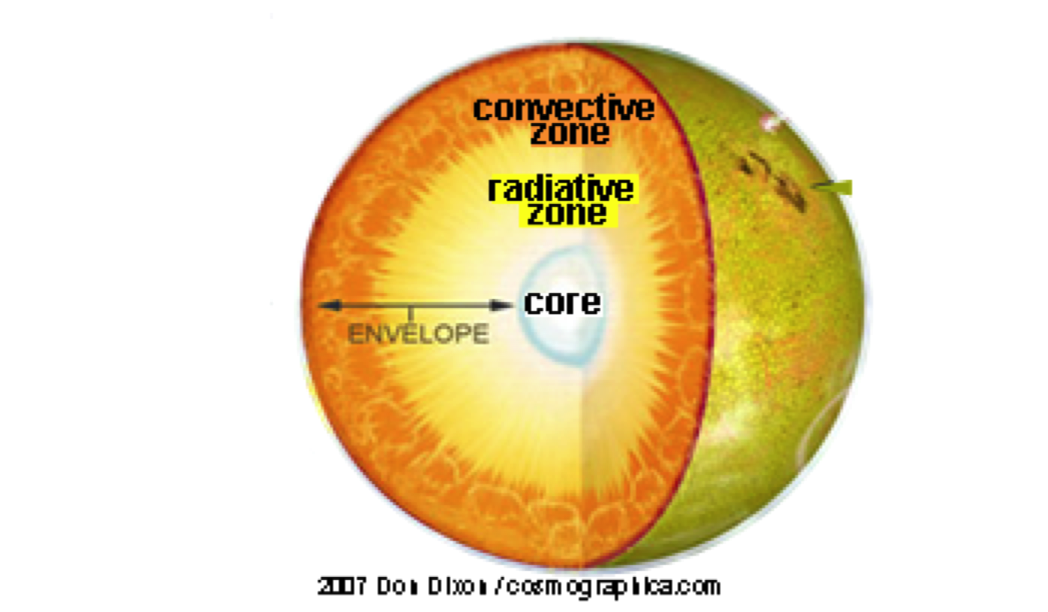 convective
zone
radiative
zone
core
ENVELOPE
2007 Don Dixon/cosmographica.com